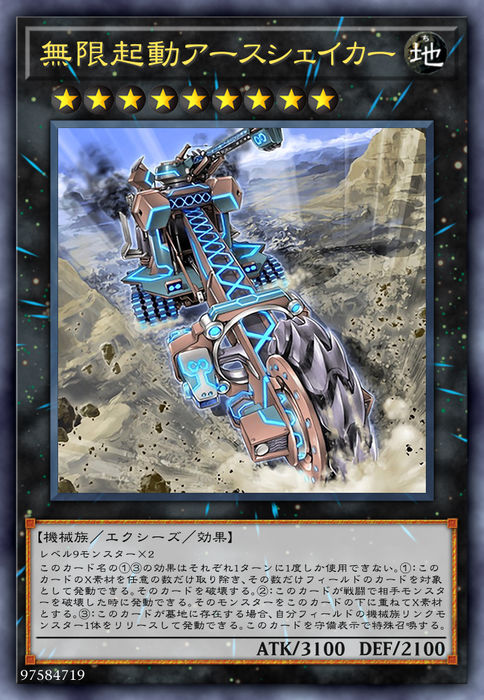 無限起動アースシェイカー
地
【機械族／エクシーズ／効果】
レベル9モンスター×2
このカード名の①③の効果はそれぞれ1ターンに1度しか使用できない。①：この
カードのX素材を任意の数だけ取り除き、その数だけフィールドのカードを対象
として発動できる。そのカードを破壊する。②：このカードが戦闘で相手モンスタ
ーを破壊した時に発動できる。そのモンスターをこのカードの下に重ねてX素材
とする。③：このカードが墓地に存在する場合、自分フィールドの機械族リンクモ
ンスター1体をリリースして発動できる。このカードを守備表示で特殊召喚する。
ATK/3100 DEF/2100
97584719